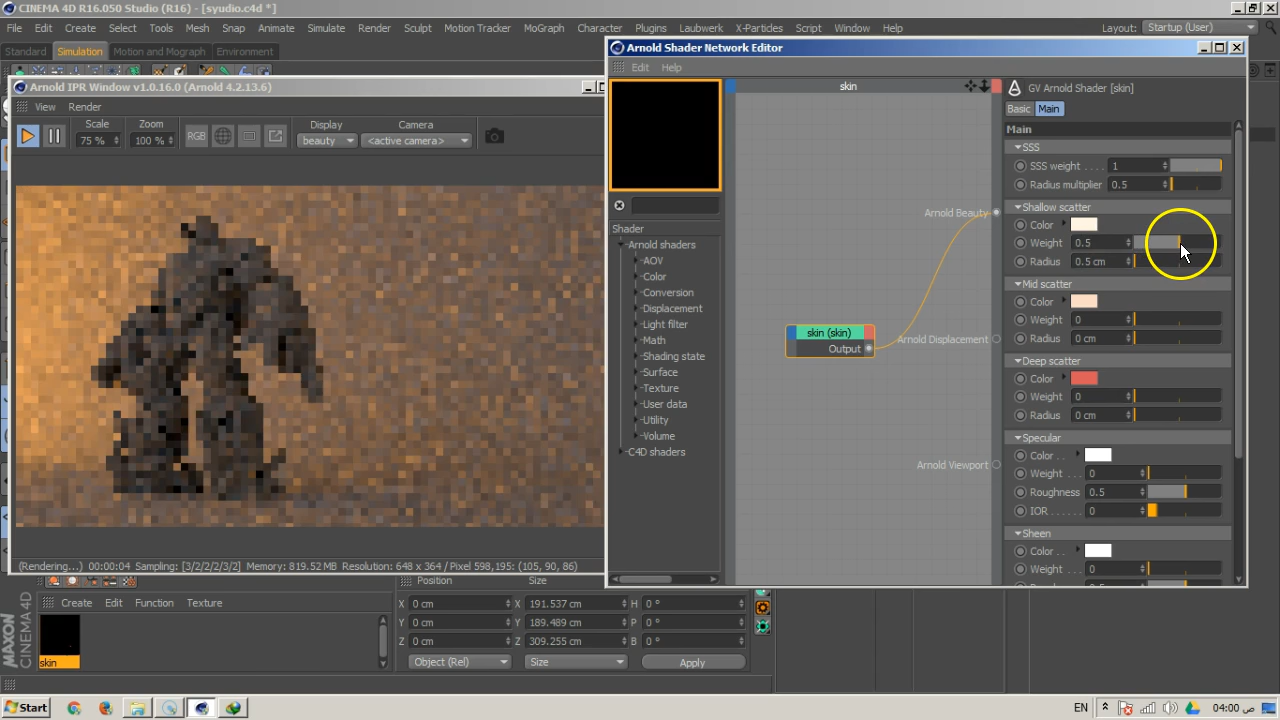 CINEMA 4D R16.050 Studio (R16) - [syudio.c4d *]
File Edit Create Select Tools Mesh Snap Animate Simulate Render Sculpt Motion Tracker MoGraph Character Plugins Laubwerk X-Particles Script Window Help Layout: Startup (User)
Standard Simulation Motion and Mograph Environment
Arnold IPR Window v1.0.16.0 (Arnold 4.2.13.6)
View Render
Scale Zoom Display Camera
75 % 100 % RGB beauty <active camera>
(Rendering...) 00:00:04 Sampling: [3/2/2/2/3/2] Memory: 819.52 MB Resolution: 648 x 364 / Pixel 598,195: (105, 90, 86)
Arnold Shader Network Editor
Edit Help
Shader
Arnold shaders
AOV
Color
Conversion
Displacement
Light filter
Math
Shading state
Surface
Texture
User data
Utility
Volume
C4D shaders
skin
Arnold Beauty
skin (skin)
Output
Arnold Displacement
Arnold Viewport
GV Arnold Shader [skin]
Basic Main
Main
SSS
SSS weight . . . . 1
Radius multiplier 0.5
Shallow scatter
Color
Weight 0.5
Radius 0.5 cm
Mid scatter
Color
Weight 0
Radius 0 cm
Deep scatter
Color
Weight 0
Radius 0 cm
Specular
Color . .
Weight . . . 0
Roughness 0.5
IOR . . . . . . 0
Sheen
Color . .
Weight . . . 0
Create Edit Function Texture
skin
Position Size
X 0 cm X 191.537 cm H 0 °
Y 0 cm Y 189.489 cm P 0 °
Z 0 cm Z 309.255 cm B 0 °
Object (Rel) Size Apply
MAXON
CINEMA4D
Start EN 04:00 ص